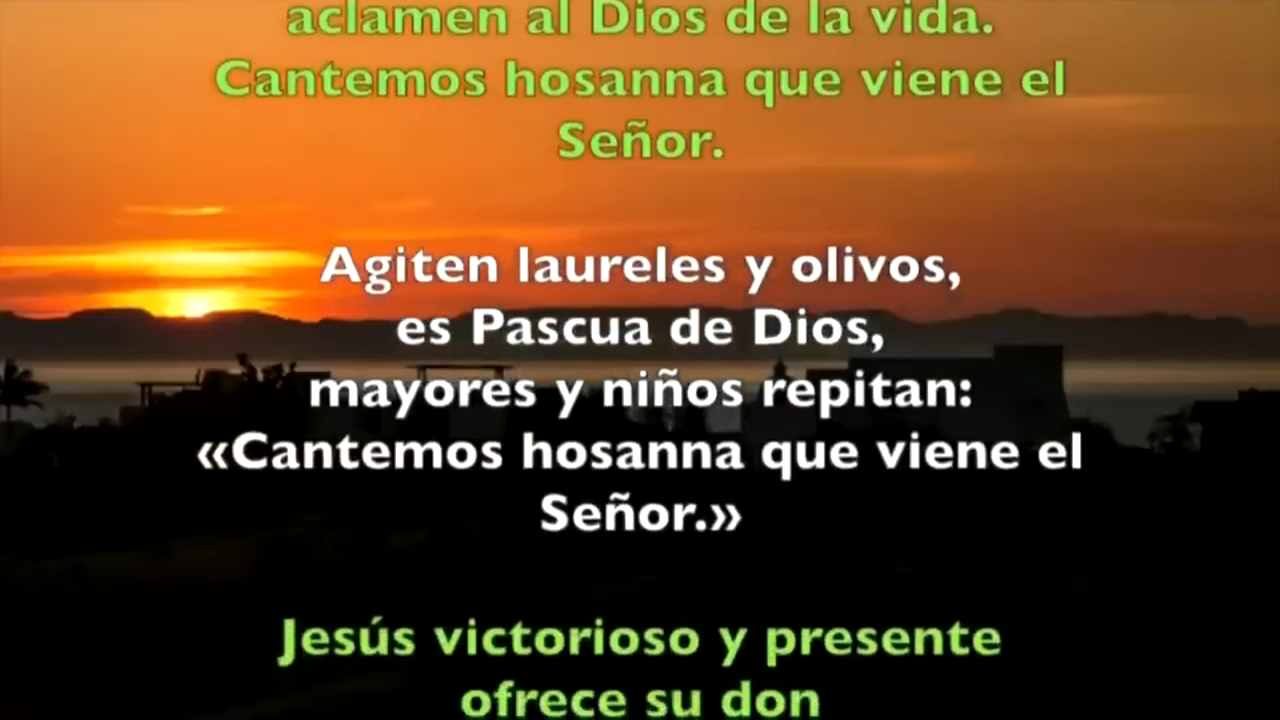 aclamen al Dios de la vida.
Cantemos hosanna que viene el
Señor.
Agiten laureles y olivos,
es Pascua de Dios,
mayores y niños repitan:
«Cantemos hosanna que viene el
Señor.»
Jesús victorioso y presente
ofrece su don